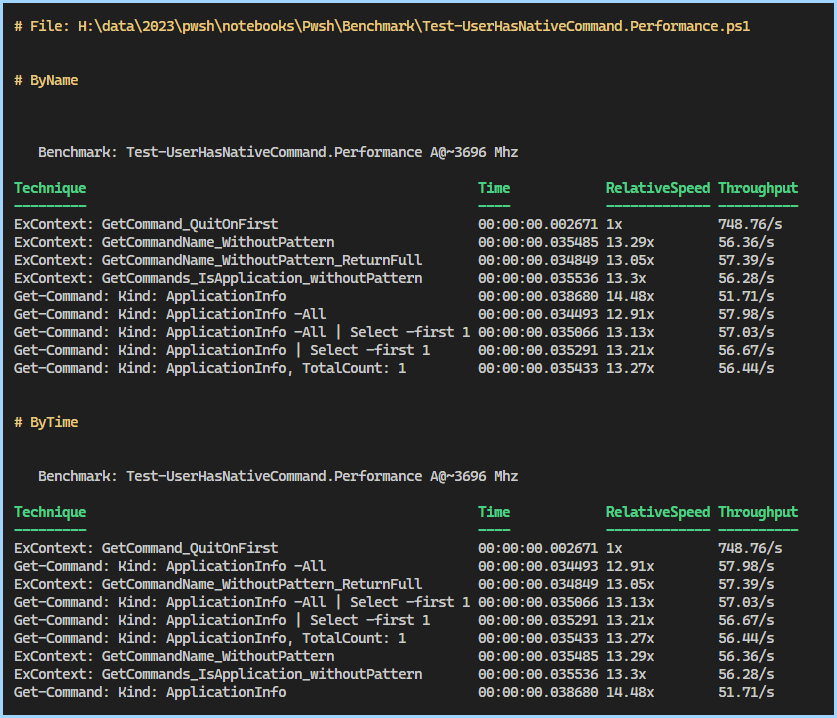 # File: H:\data\2023\pwsh\notebooks\Pwsh\Benchmark\Test-UserHasNativeCommand.Performance.ps1
# ByName
Benchmark: Test-UserHasNativeCommand.Performance A@~3696 Mhz
Technique Time RelativeSpeed Throughput
--------- ---- ------------- ----------
ExContext: GetCommand_QuitOnFirst 00:00:00.002671 1x 748.76/s
ExContext: GetCommandName_WithoutPattern 00:00:00.035485 13.29x 56.36/s
ExContext: GetCommandName_WithoutPattern_ReturnFull 00:00:00.034849 13.05x 57.39/s
ExContext: GetCommands_IsApplication_withoutPattern 00:00:00.035536 13.3x 56.28/s
Get-Command: Kind: ApplicationInfo 00:00:00.038680 14.48x 51.71/s
Get-Command: Kind: ApplicationInfo -All 00:00:00.034493 12.91x 57.98/s
Get-Command: Kind: ApplicationInfo -All | Select -first 1 00:00:00.035066 13.13x 57.03/s
Get-Command: Kind: ApplicationInfo | Select -first 1 00:00:00.035291 13.21x 56.67/s
Get-Command: Kind: ApplicationInfo, TotalCount: 1 00:00:00.035433 13.27x 56.44/s
# ByTime
Benchmark: Test-UserHasNativeCommand.Performance A@~3696 Mhz
Technique Time RelativeSpeed Throughput
--------- ---- ------------- ----------
ExContext: GetCommand_QuitOnFirst 00:00:00.002671 1x 748.76/s
Get-Command: Kind: ApplicationInfo -All 00:00:00.034493 12.91x 57.98/s
ExContext: GetCommandName_WithoutPattern_ReturnFull 00:00:00.034849 13.05x 57.39/s
Get-Command: Kind: ApplicationInfo -All | Select -first 1 00:00:00.035066 13.13x 57.03/s
Get-Command: Kind: ApplicationInfo | Select -first 1 00:00:00.035291 13.21x 56.67/s
Get-Command: Kind: ApplicationInfo, TotalCount: 1 00:00:00.035433 13.27x 56.44/s
ExContext: GetCommandName_WithoutPattern 00:00:00.035485 13.29x 56.36/s
ExContext: GetCommands_IsApplication_withoutPattern 00:00:00.035536 13.3x 56.28/s
Get-Command: Kind: ApplicationInfo 00:00:00.038680 14.48x 51.71/s